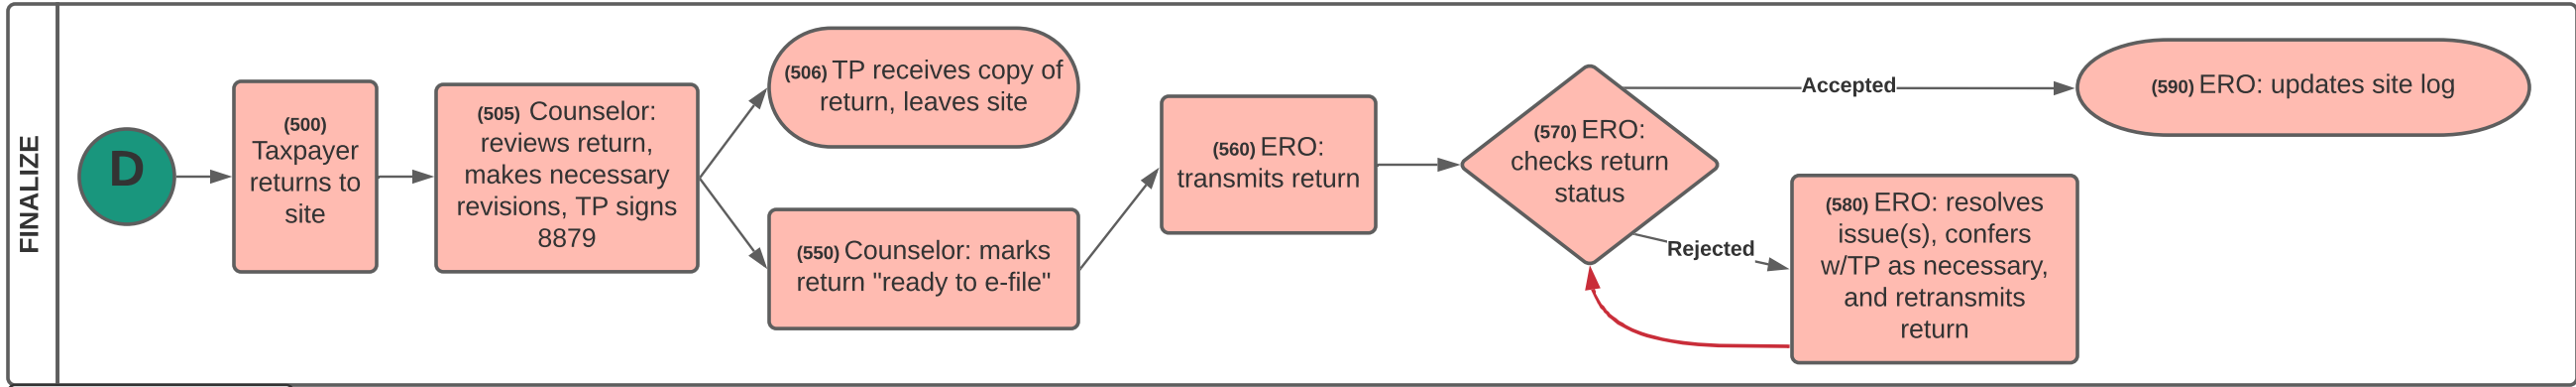 FINALIZE
D
(500)
Taxpayer
returns to
site
(505) Counselor:
reviews return,
makes necessary
revisions, TP signs
8879
(506) TP receives copy of
return, leaves site
(550) Counselor: marks
return "ready to e-file"
(560) ERO:
transmits return
(570) ERO:
checks return
status
Accepted
(590) ERO: updates site log
Rejected
(580) ERO: resolves
issue(s), confers
w/TP as necessary,
and retransmits
return